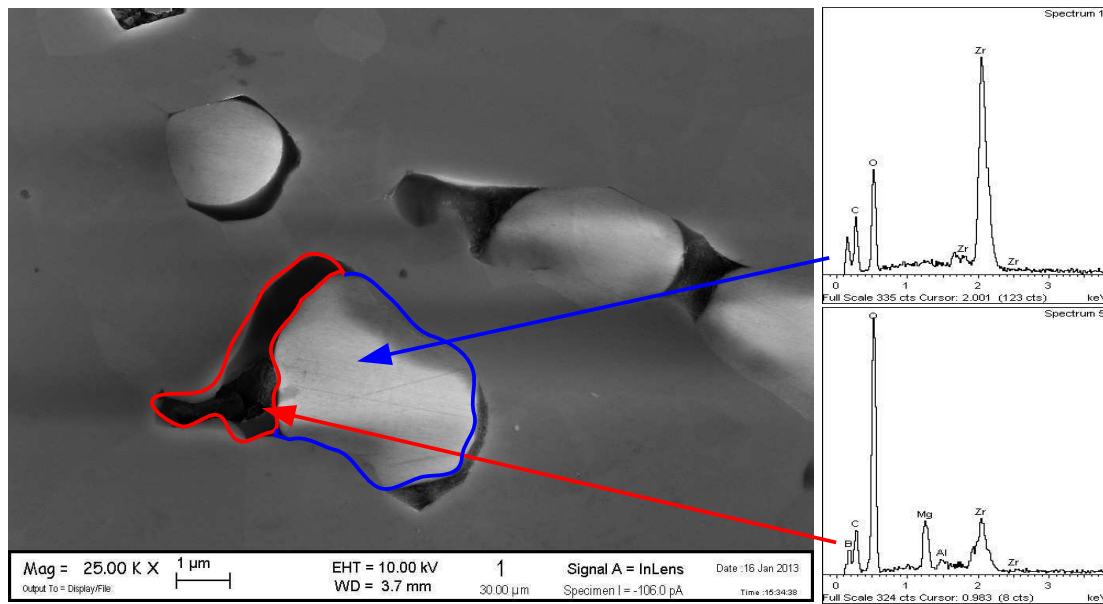 Spectrum 1
Zr
O
C
Zr
Zr
0 1 2 3
Full Scale 335 cts Cursor: 2.001 (123 cts) keV
Spectrum 5
O
Mg
Zr
C
B
Al
Zr
0 1 2 3
Full Scale 324 cts Cursor: 0.983 (8 cts) keV
Mag = 25.00 K X 1 µm EHT = 10.00 kV 1 Signal A = InLens Date :16 Jan 2013
Output To = Display/File WD = 3.7 mm 30.00 µm Specimen I = -106.0 pA Time :15:34:38